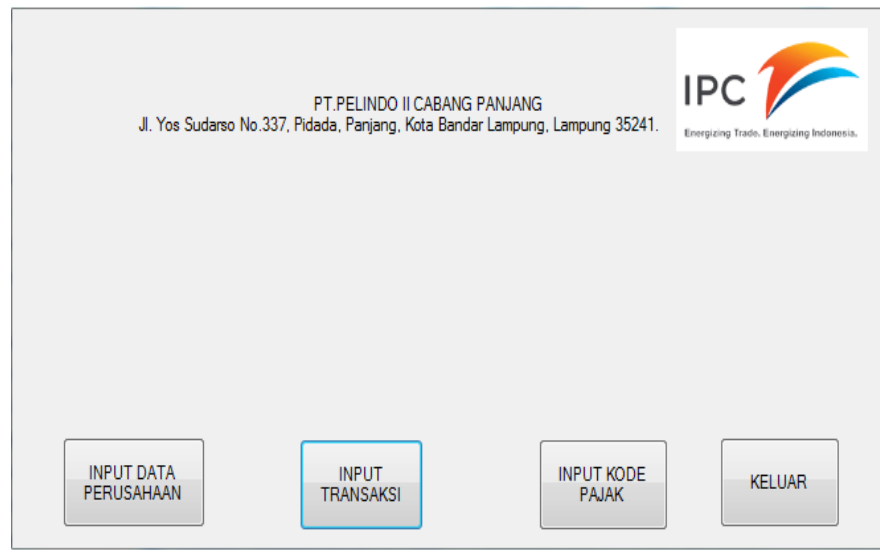 PT.PELINDO II CABANG PANJANG
Jl. Yos Sudarso No.337, Pidada, Panjang, Kota Bandar Lampung, Lampung 35241.
IPC
Energizing Trade. Energizing Indonesia.
INPUT DATA
PERUSAHAAN
INPUT
TRANSAKSI
INPUT KODE
PAJAK
KELUAR